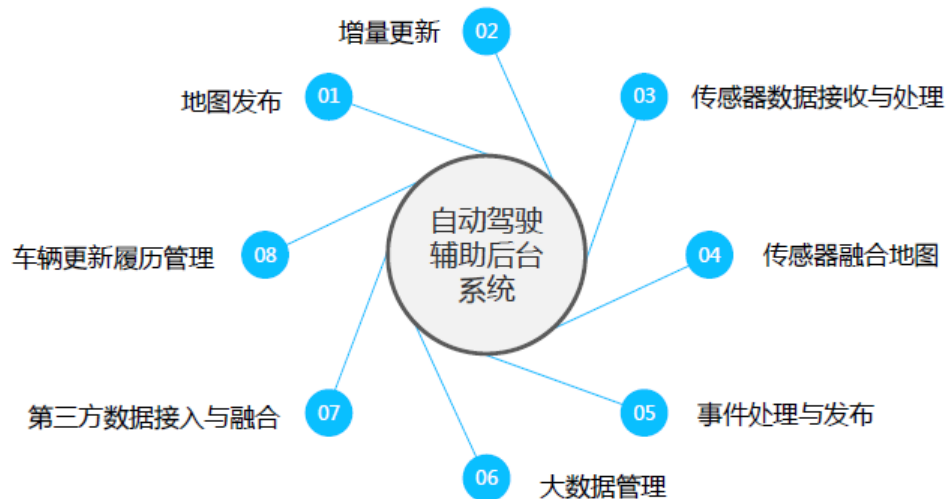 增量更新
02
地图发布
01
03
传感器数据接收与处理
自动驾驶
辅助后台
系统
车辆更新履历管理
08
04
传感器融合地图
第三方数据接入与融合
07
05
事件处理与发布
06
大数据管理